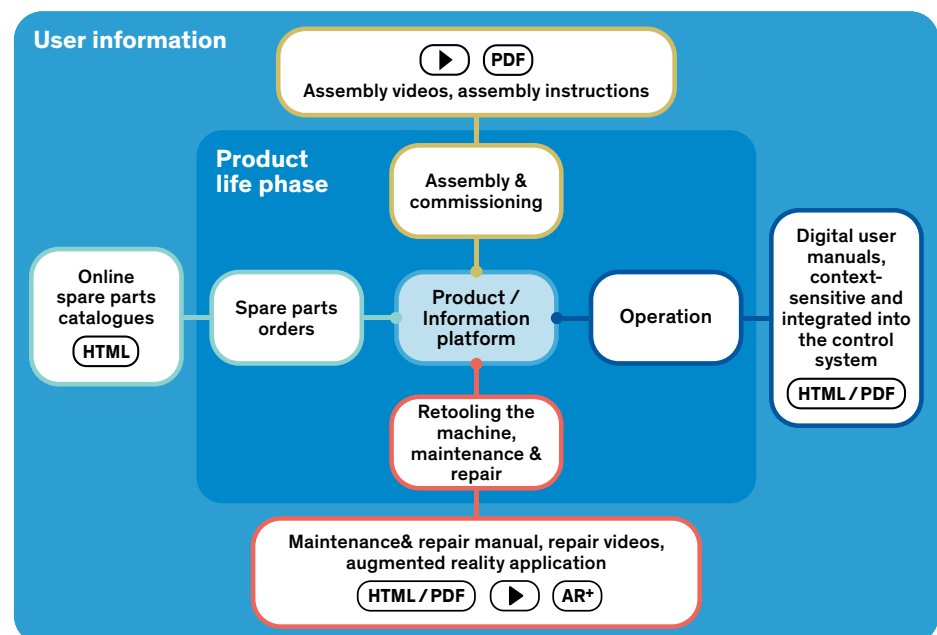 User information
PDF
Assembly videos, assembly instructions
Product
life phase
Assembly &
commissioning
Online
spare parts
catalogues
HTML
Spare parts
orders
Product /
Information
platform
Operation
Digital user
manuals,
context-
sensitive and
integrated into
the control
system
HTML / PDF
Retooling the
machine,
maintenance &
repair
Maintenance& repair manual, repair videos,
augmented reality application
HTML / PDF
AR+